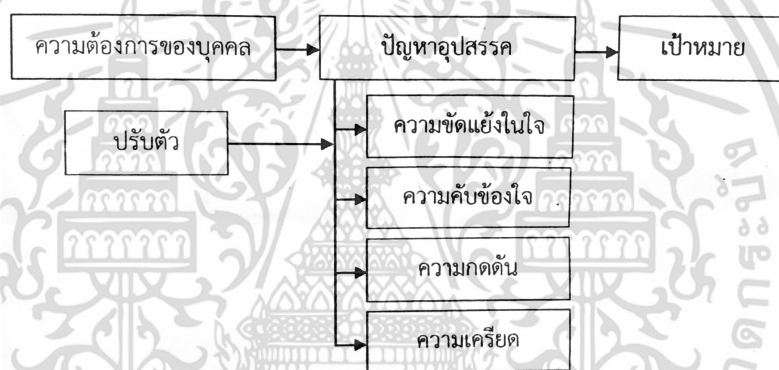 ความต้องการของบุคคล
ปัญหาอุปสรรค
เป้าหมาย
ปรับตัว
ความขัดแย้งในใจ
ความคับข้องใจ
ความกดดัน
ความเครียด